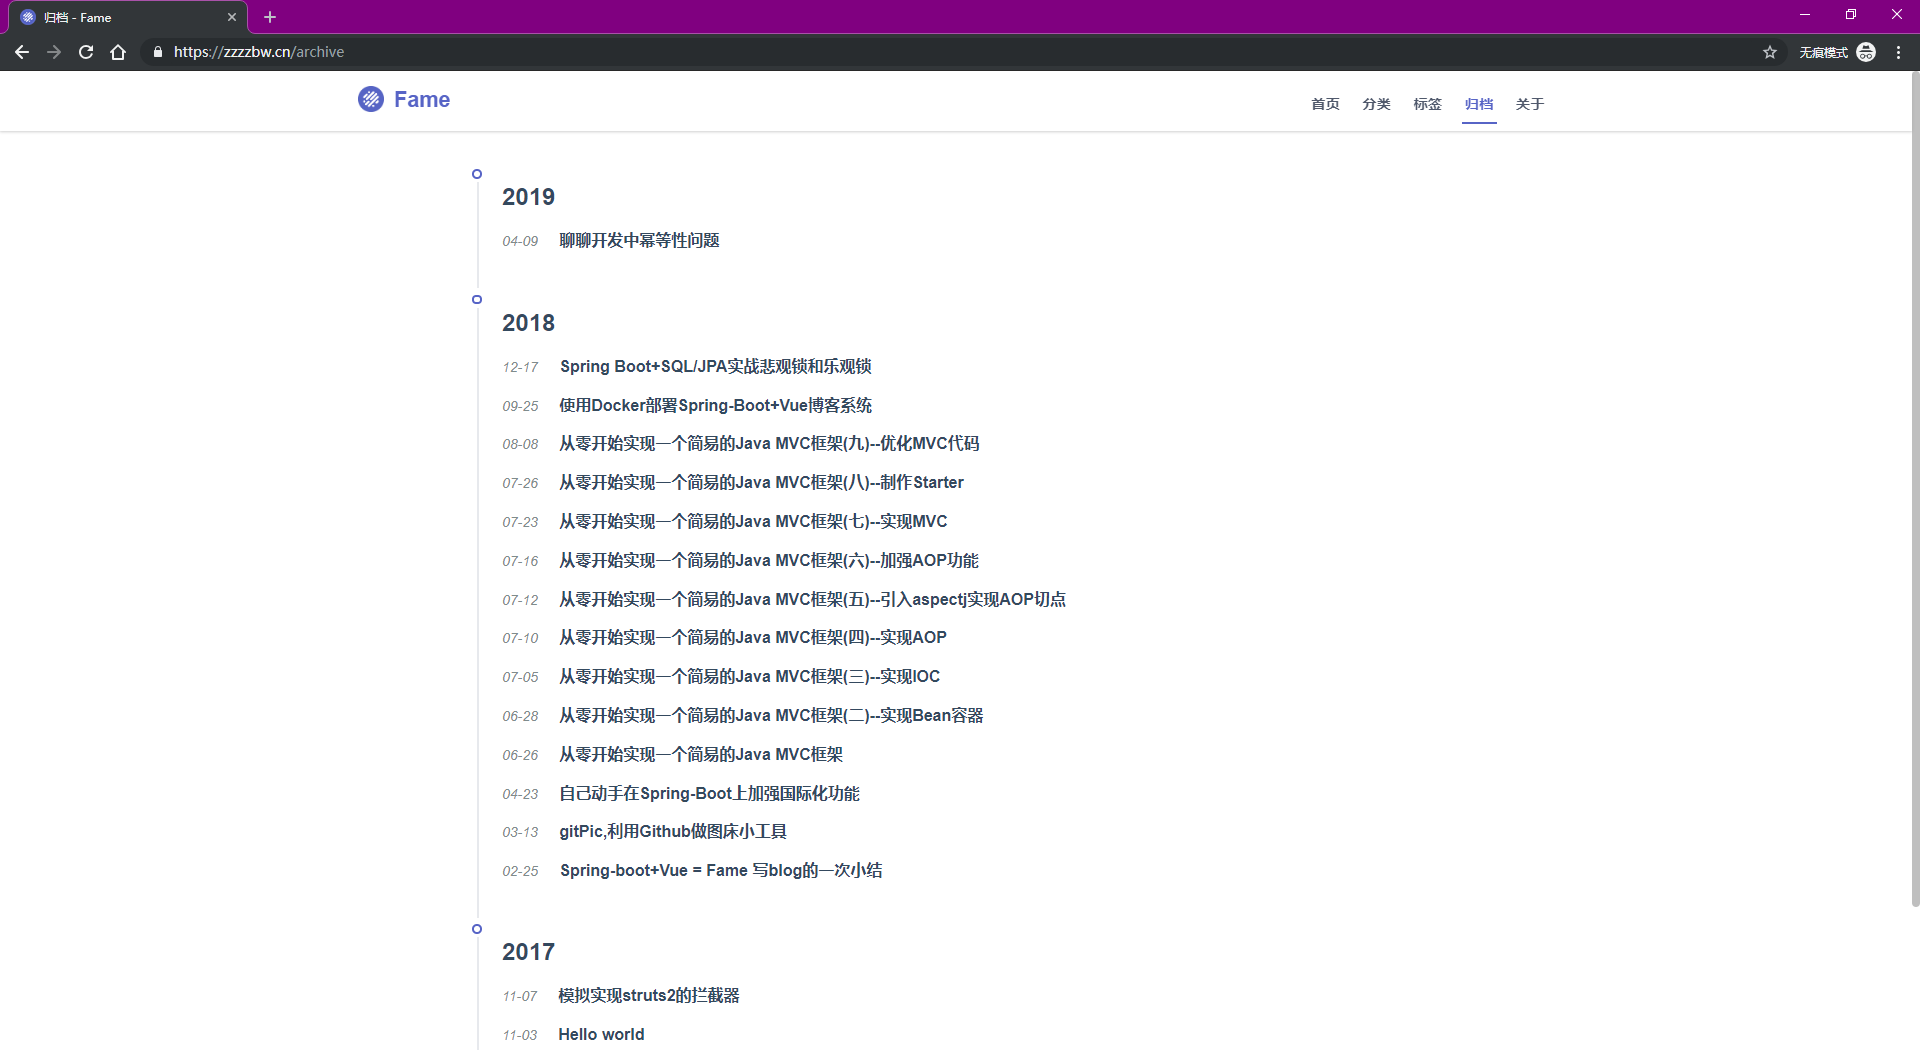 归档 - Fame
https://zzzzbw.cn/archive
无痕模式
Fame
首页 分类 标签 归档 关于
2019
04-09 聊聊开发中幂等性问题
2018
12-17 Spring Boot+SQL/JPA实战悲观锁和乐观锁
09-25 使用Docker部署Spring-Boot+Vue博客系统
08-08 从零开始实现一个简易的Java MVC框架(九)--优化MVC代码
07-26 从零开始实现一个简易的Java MVC框架(八)--制作Starter
07-23 从零开始实现一个简易的Java MVC框架(七)--实现MVC
07-16 从零开始实现一个简易的Java MVC框架(六)--加强AOP功能
07-12 从零开始实现一个简易的Java MVC框架(五)--引入aspectj实现AOP切点
07-10 从零开始实现一个简易的Java MVC框架(四)--实现AOP
07-05 从零开始实现一个简易的Java MVC框架(三)--实现IOC
06-28 从零开始实现一个简易的Java MVC框架(二)--实现Bean容器
06-26 从零开始实现一个简易的Java MVC框架
04-23 自己动手在Spring-Boot上加强国际化功能
03-13 gitPic,利用Github做图床小工具
02-25 Spring-boot+Vue = Fame 写blog的一次小结
2017
11-07 模拟实现struts2的拦截器
11-03 Hello world